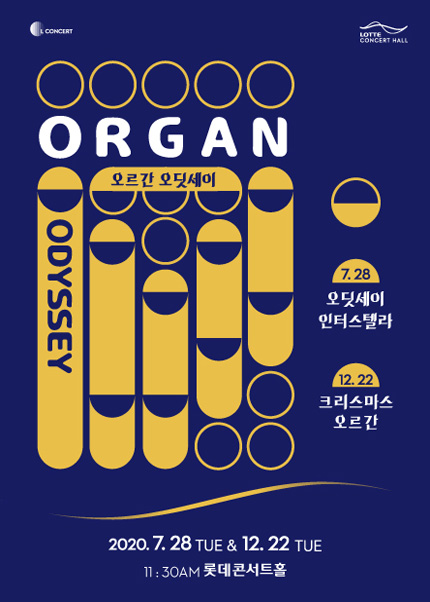 L CONCERT
LOTTE
CONCERT HALL
ORGAN
오르간 오딧세이
ODYSSEY
7. 28
오딧세이
인터스텔라
12. 22
크리스마스
오르간
2020. 7. 28 TUE & 12. 22 TUE
11 : 30AM 롯데콘서트홀